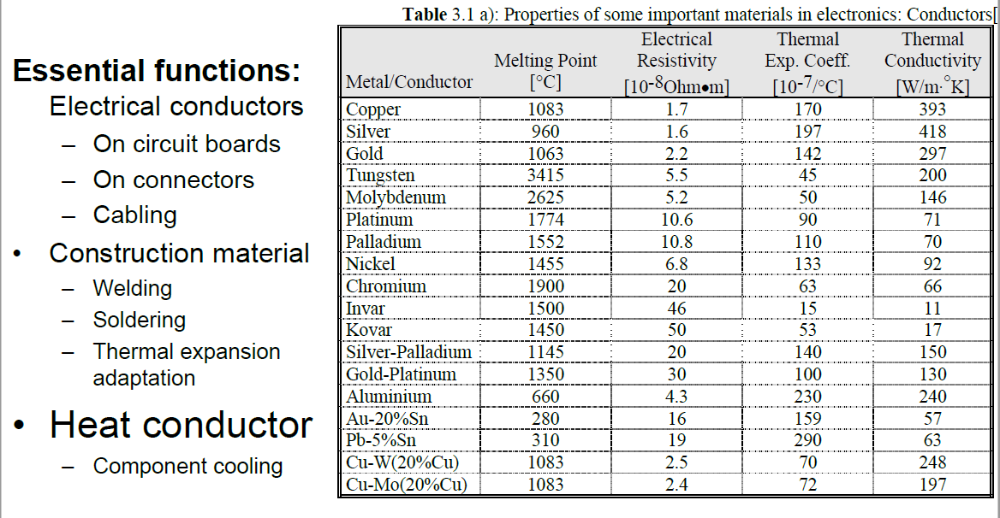 Table 3.1 a): Properties of some important materials in electronics: Conductors[
Essential functions:
Electrical conductors
– On circuit boards
– On connectors
– Cabling
• Construction material
– Welding
– Soldering
– Thermal expansion
adaptation
• Heat conductor
– Component cooling
Metal/Conductor Melting Point [°C] Electrical Resistivity [10-8Ohm•m] Thermal Exp. Coeff. [10-7/°C] Thermal Conductivity [W/m·°K]
Copper 1083 1.7 170 393
Silver 960 1.6 197 418
Gold 1063 2.2 142 297
Tungsten 3415 5.5 45 200
Molybdenum 2625 5.2 50 146
Platinum 1774 10.6 90 71
Palladium 1552 10.8 110 70
Nickel 1455 6.8 133 92
Chromium 1900 20 63 66
Invar 1500 46 15 11
Kovar 1450 50 53 17
Silver-Palladium 1145 20 140 150
Gold-Platinum 1350 30 100 130
Aluminium 660 4.3 230 240
Au-20%Sn 280 16 159 57
Pb-5%Sn 310 19 290 63
Cu-W(20%Cu) 1083 2.5 70 248
Cu-Mo(20%Cu) 1083 2.4 72 197